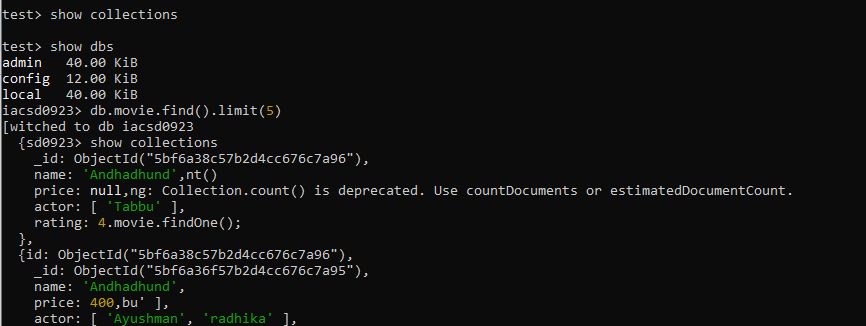 test> show collections
test> show dbs
admin   40.00 KiB
config  12.00 KiB
local   40.00 KiB
iacsd0923> db.movie.find().limit(5)
[witched to db iacsd0923
  {sd0923> show collections
    _id: ObjectId("5bf6a38c57b2d4cc676c7a96"),
    name: 'Andhadhund',nt()
    price: null,ng: Collection.count() is deprecated. Use countDocuments or estimatedDocumentCount.
    actor: [ 'Tabbu' ],
    rating: 4.movie.findOne();
  },
  {id: ObjectId("5bf6a38c57b2d4cc676c7a96"),
    _id: ObjectId("5bf6a36f57b2d4cc676c7a95"),
    name: 'Andhadhund',
    price: 400,bu' ],
    actor: [ 'Ayushman', 'radhika' ],